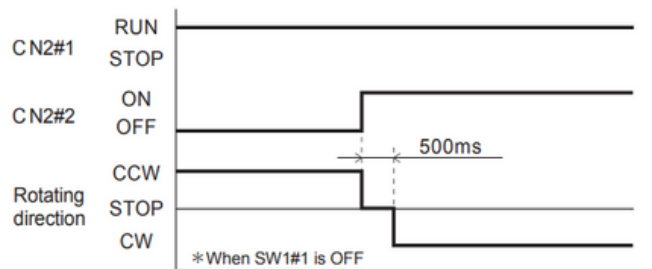 CN2#1
RUN
STOP
CN2#2
ON
OFF
500ms
Rotating
direction
CCW
STOP
CW
*When SW1#1 is OFF